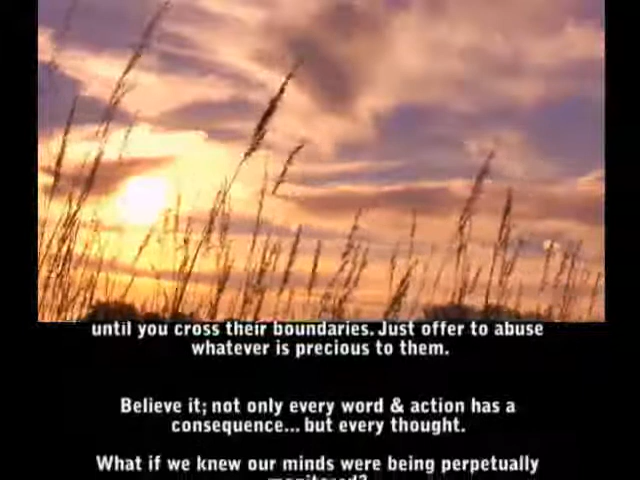 until you cross their boundaries. Just offer to abuse
whatever is precious to them.
Believe it; not only every word & action has a
consequence... but every thought.
What if we knew our minds were being perpetually
monitored?